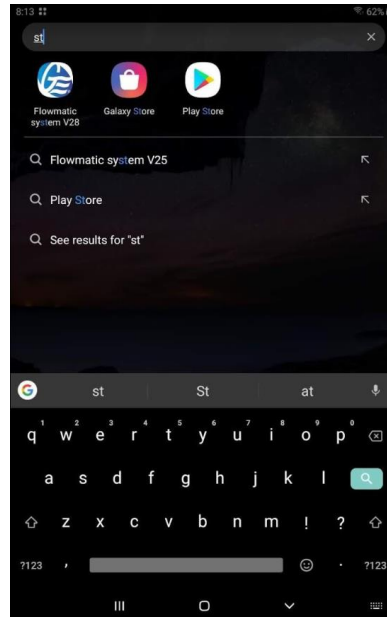 8:13 62%
st
Flowmatic system V28
Galaxy Store
Play Store
Flowmatic system V25
Play Store
See results for "st"
st St at
1 2 3 4 5 6 7 8 9 0
q w e r t y u i o p
a s d f g h j k l
z x c v b n m ! ?
?123 , . ?123